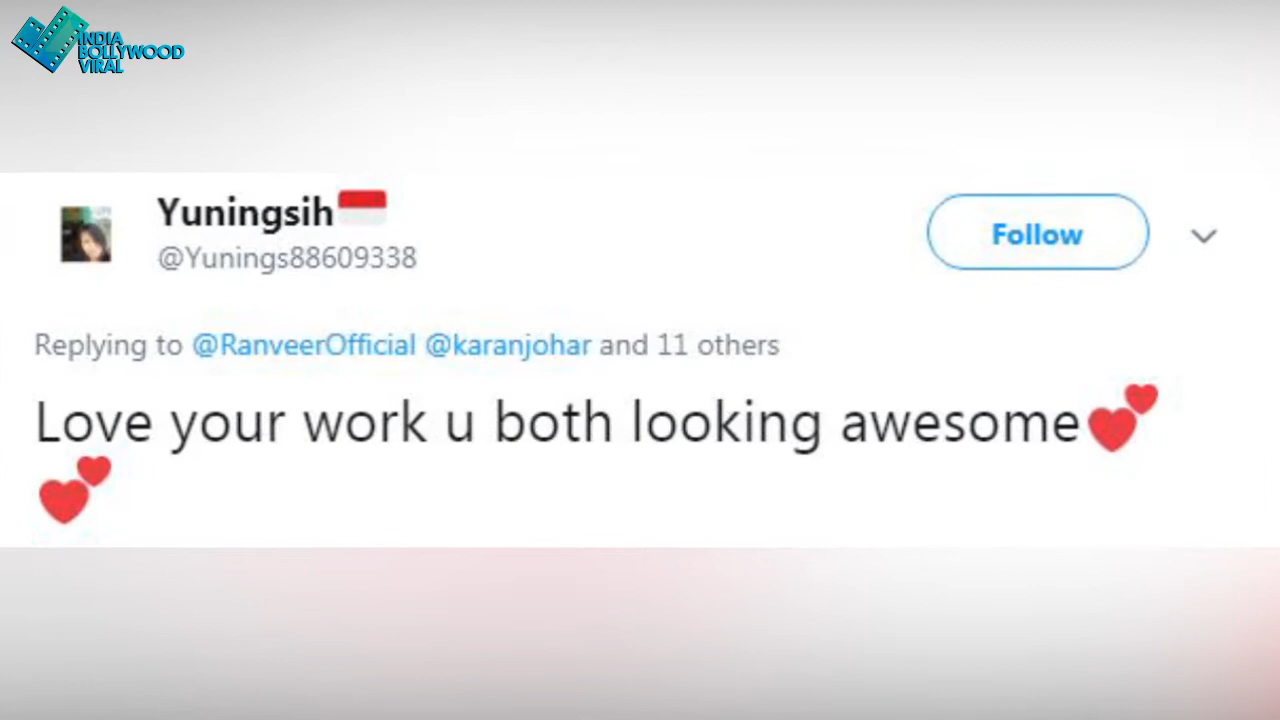 INDIA
BOLLYWOOD
VIRAL
Yuningsih🇮🇩
@Yunings88609338
Follow
Replying to @RanveerOfficial @karanjohar and 11 others
Love your work u both looking awesome💕
💕